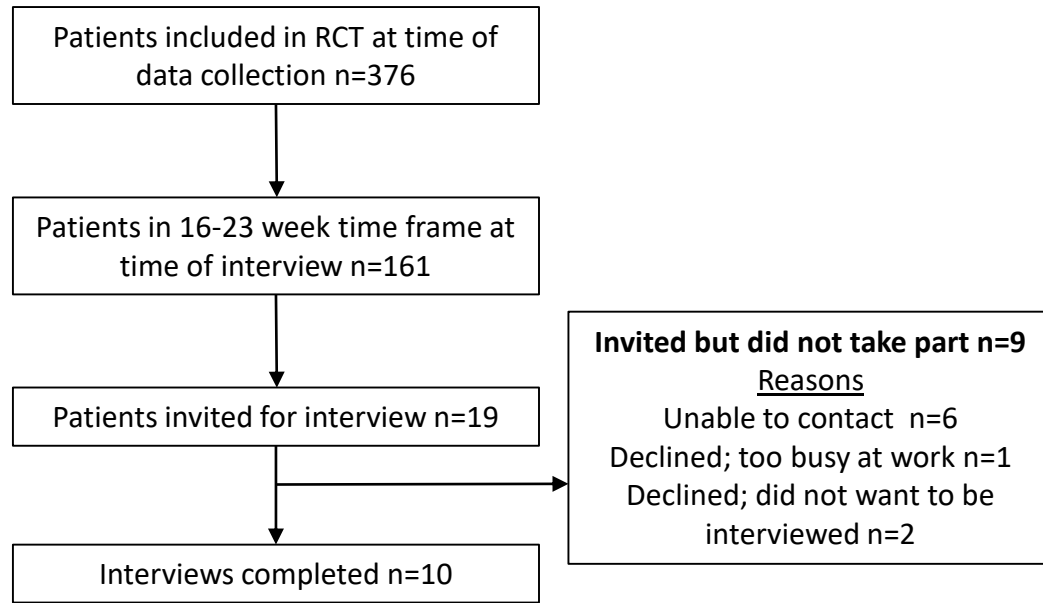 Patients included in RCT at time of
data collection n=376
Patients in 16-23 week time frame at
time of interview n=161
Patients invited for interview n=19
Invited but did not take part n=9
Reasons
Unable to contact  n=6
Declined; too busy at work n=1
Declined; did not want to be
interviewed n=2
Interviews completed n=10